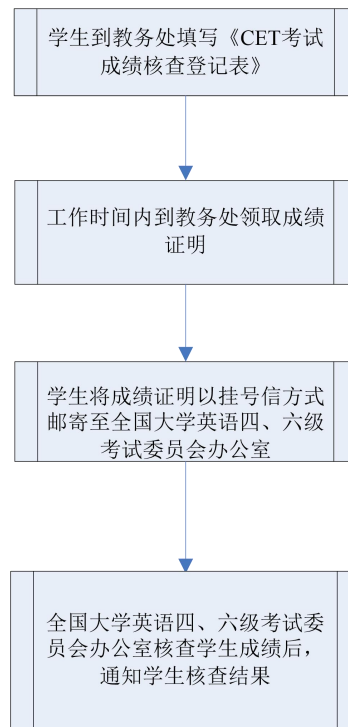 学生到教务处填写《CET考试
成绩核查登记表》
工作时间内到教务处领取成绩
证明
学生将成绩证明以挂号信方式
邮寄至全国大学英语四、六级
考试委员会办公室
全国大学英语四、六级考试委
员会办公室核查学生成绩后，
通知学生核查结果